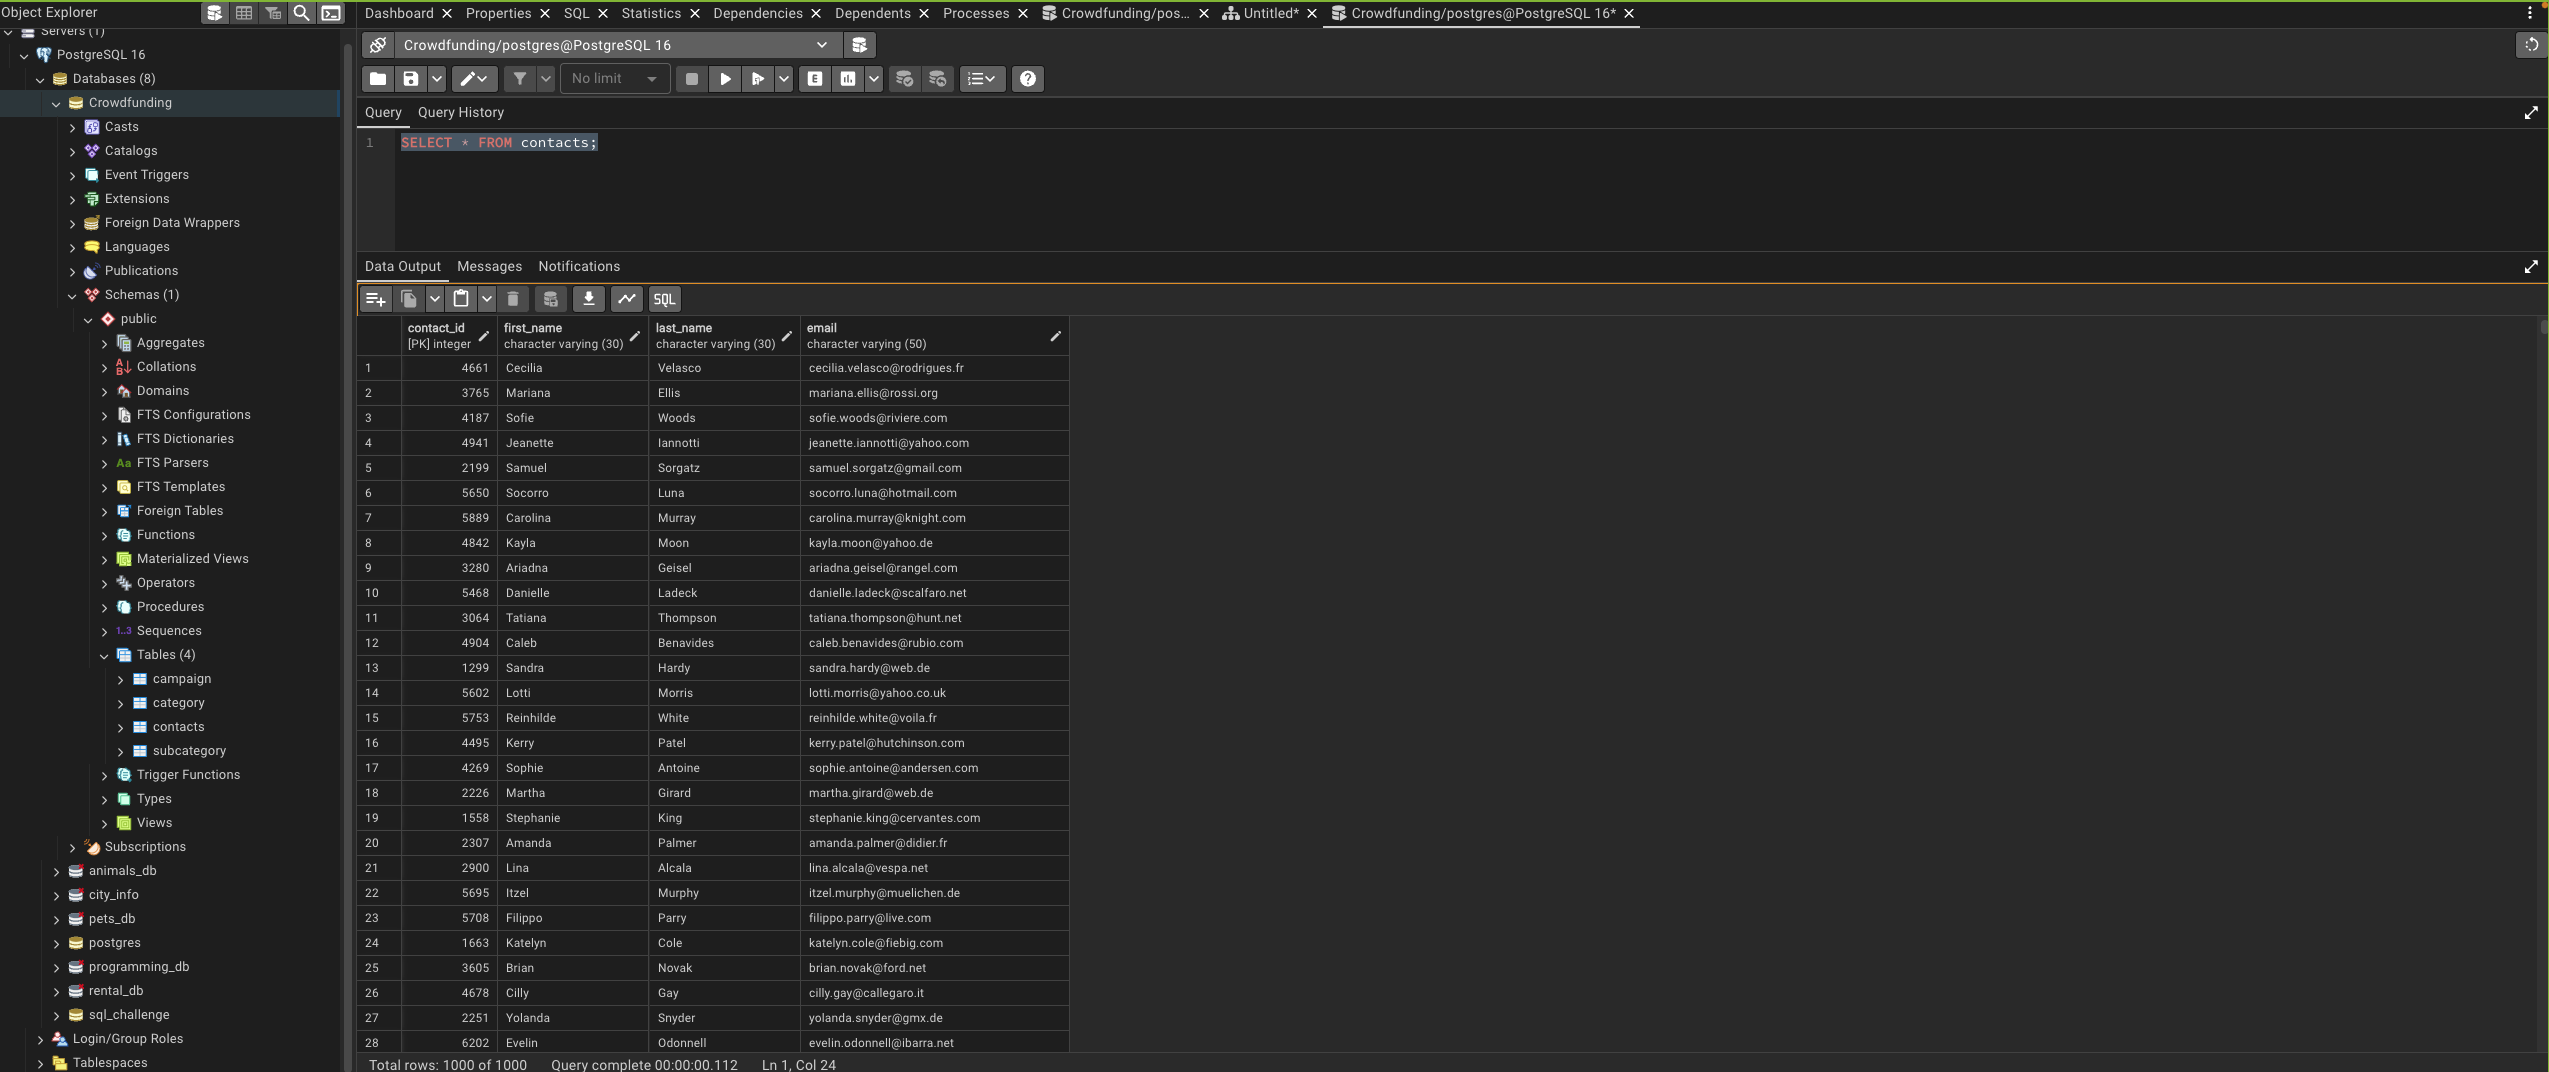 Object Explorer
Servers (1)
PostgreSQL 16
Databases (8)
Crowdfunding
Casts
Catalogs
Event Triggers
Extensions
Foreign Data Wrappers
Languages
Publications
Schemas (1)
public
Aggregates
Collations
Domains
FTS Configurations
FTS Dictionaries
Aa FTS Parsers
FTS Templates
Foreign Tables
Functions
Materialized Views
Operators
Procedures
1..3 Sequences
Tables (4)
campaign
category
contacts
subcategory
Trigger Functions
Types
Views
Subscriptions
animals_db
city_info
pets_db
postgres
programming_db
rental_db
sql_challenge
Login/Group Roles
Tablespaces
Dashboard Properties SQL Statistics Dependencies Dependents Processes Crowdfunding/pos... Untitled* Crowdfunding/postgres@PostgreSQL 16*
Crowdfunding/postgres@PostgreSQL 16
No limit E
Query Query History
1 SELECT * FROM contacts;
Data Output Messages Notifications
SQL
contact_id first_name last_name email
[PK] integer character varying (30) character varying (30) character varying (50)
1 4661 Cecilia Velasco cecilia.velasco@rodrigues.fr
2 3765 Mariana Ellis mariana.ellis@rossi.org
3 4187 Sofie Woods sofie.woods@riviere.com
4 4941 Jeanette Iannotti jeanette.iannotti@yahoo.com
5 2199 Samuel Sorgatz samuel.sorgatz@gmail.com
6 5650 Socorro Luna socorro.luna@hotmail.com
7 5889 Carolina Murray carolina.murray@knight.com
8 4842 Kayla Moon kayla.moon@yahoo.de
9 3280 Ariadna Geisel ariadna.geisel@rangel.com
10 5468 Danielle Ladeck danielle.ladeck@scalfaro.net
11 3064 Tatiana Thompson tatiana.thompson@hunt.net
12 4904 Caleb Benavides caleb.benavides@rubio.com
13 1299 Sandra Hardy sandra.hardy@web.de
14 5602 Lotti Morris lotti.morris@yahoo.co.uk
15 5753 Reinhilde White reinhilde.white@voila.fr
16 4495 Kerry Patel kerry.patel@hutchinson.com
17 4269 Sophie Antoine sophie.antoine@andersen.com
18 2226 Martha Girard martha.girard@web.de
19 1558 Stephanie King stephanie.king@cervantes.com
20 2307 Amanda Palmer amanda.palmer@didier.fr
21 2900 Lina Alcala lina.alcala@vespa.net
22 5695 Itzel Murphy itzel.murphy@muelichen.de
23 5708 Filippo Parry filippo.parry@live.com
24 1663 Katelyn Cole katelyn.cole@fiebig.com
25 3605 Brian Novak brian.novak@ford.net
26 4678 Cilly Gay cilly.gay@callegaro.it
27 2251 Yolanda Snyder yolanda.snyder@gmx.de
28 6202 Evelin Odonnell evelin.odonnell@ibarra.net
Total rows: 1000 of 1000 Query complete 00:00:00.112 Ln 1, Col 24